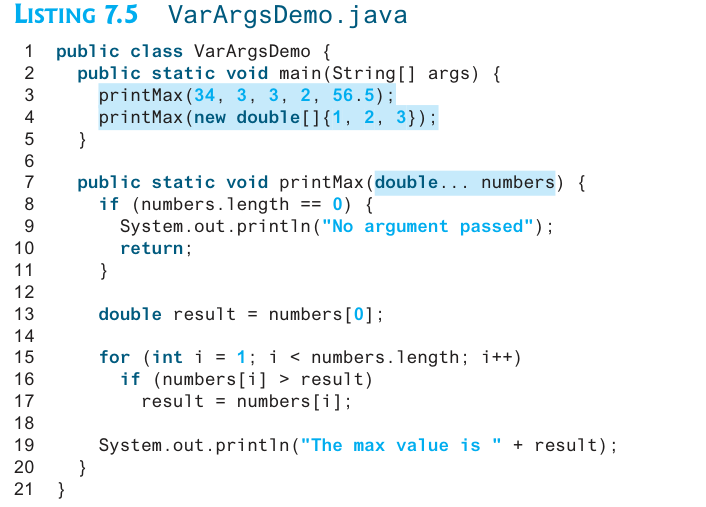 LISTING 7.5 VarArgsDemo.java
1 public class VarArgsDemo {
2 public static void main(String[] args) {
3 printMax(34, 3, 3, 2, 56.5);
4 printMax(new double[]{1, 2, 3});
5 }
6
7 public static void printMax(double... numbers) {
8 if (numbers.length == 0) {
9 System.out.println("No argument passed");
10 return;
11 }
12
13 double result = numbers[0];
14
15 for (int i = 1; i < numbers.length; i++)
16 if (numbers[i] > result)
17 result = numbers[i];
18
19 System.out.println("The max value is " + result);
20 }
21 }